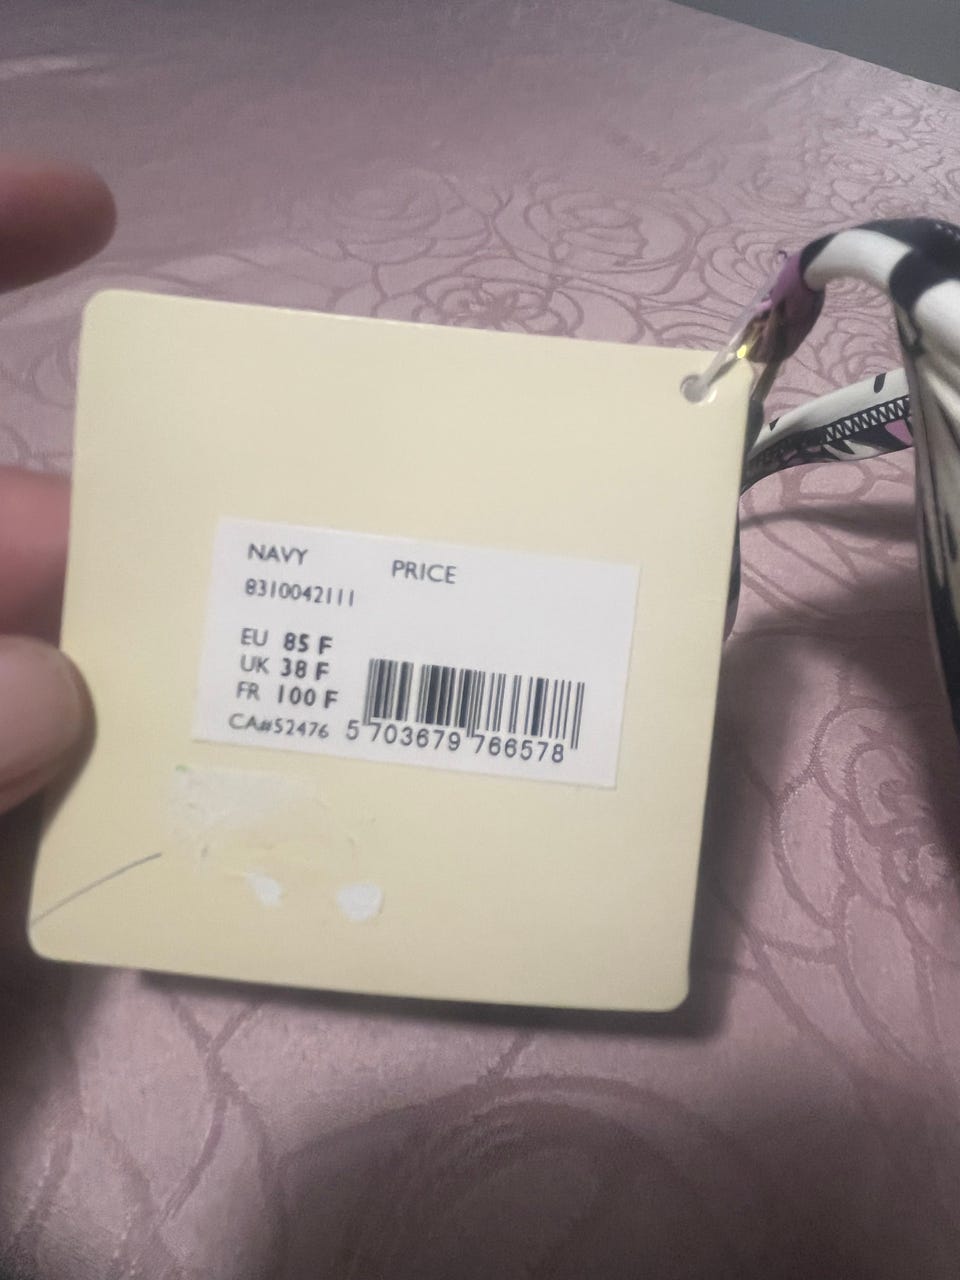 NAVY PRICE
8310042111
EU 85 F
UK 38 F
FR 100 F
CA#52476
5 703679 766578